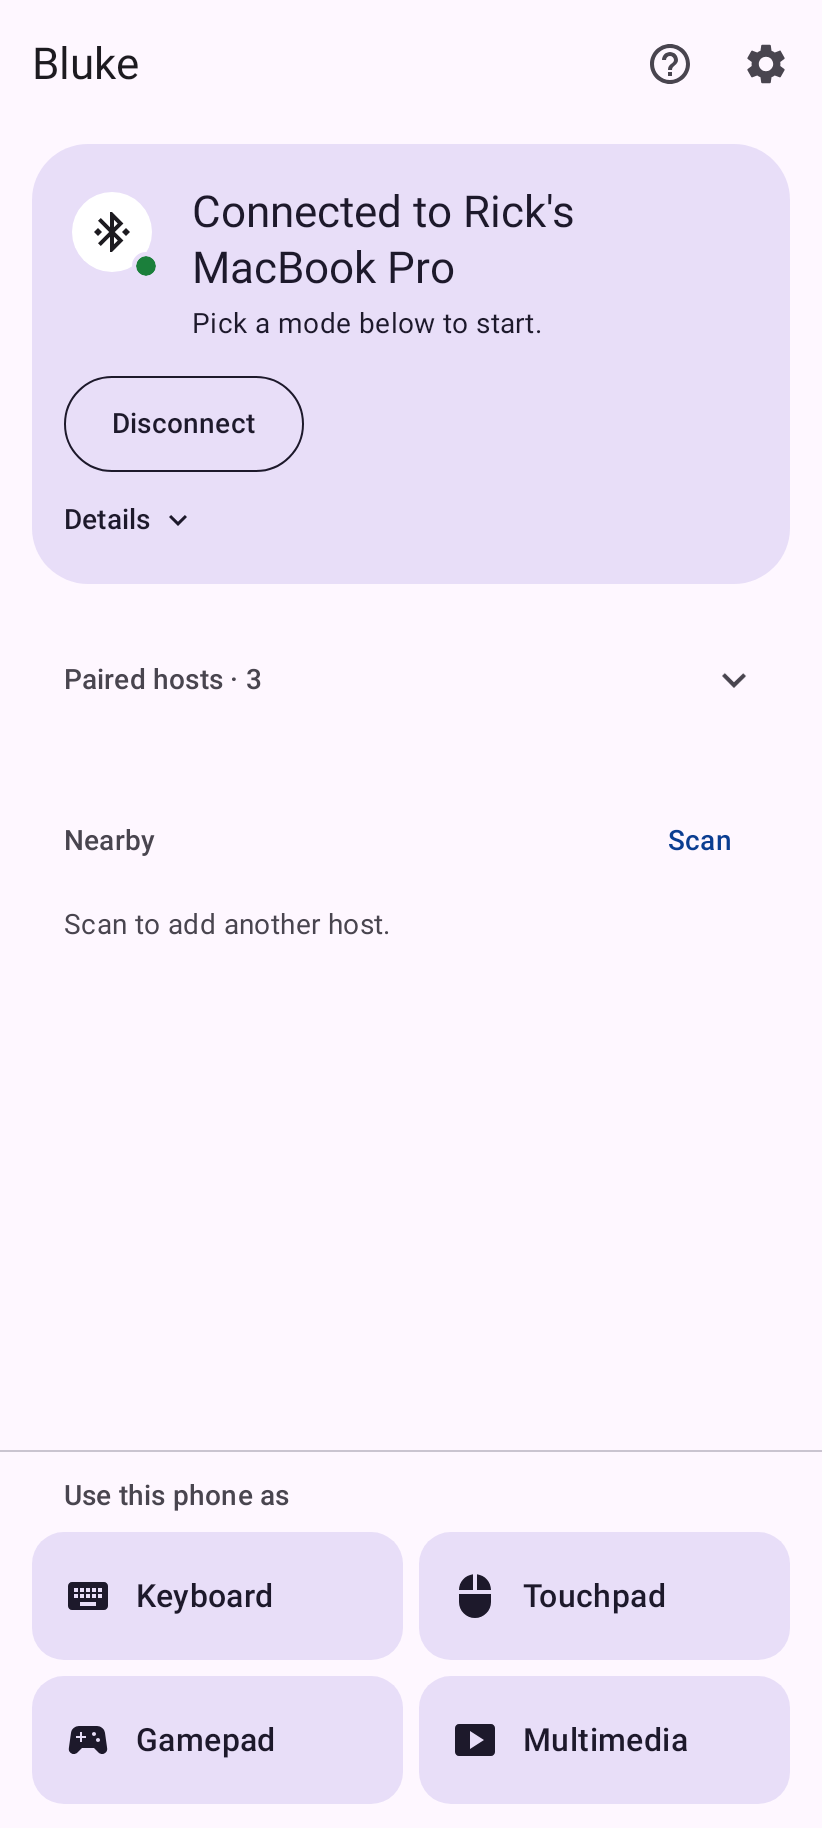 Bluke
Connected to Rick's
MacBook Pro
Pick a mode below to start.
Disconnect
Details
Paired hosts · 3
Nearby
Scan
Scan to add another host.
Use this phone as
Keyboard
Touchpad
Gamepad
Multimedia